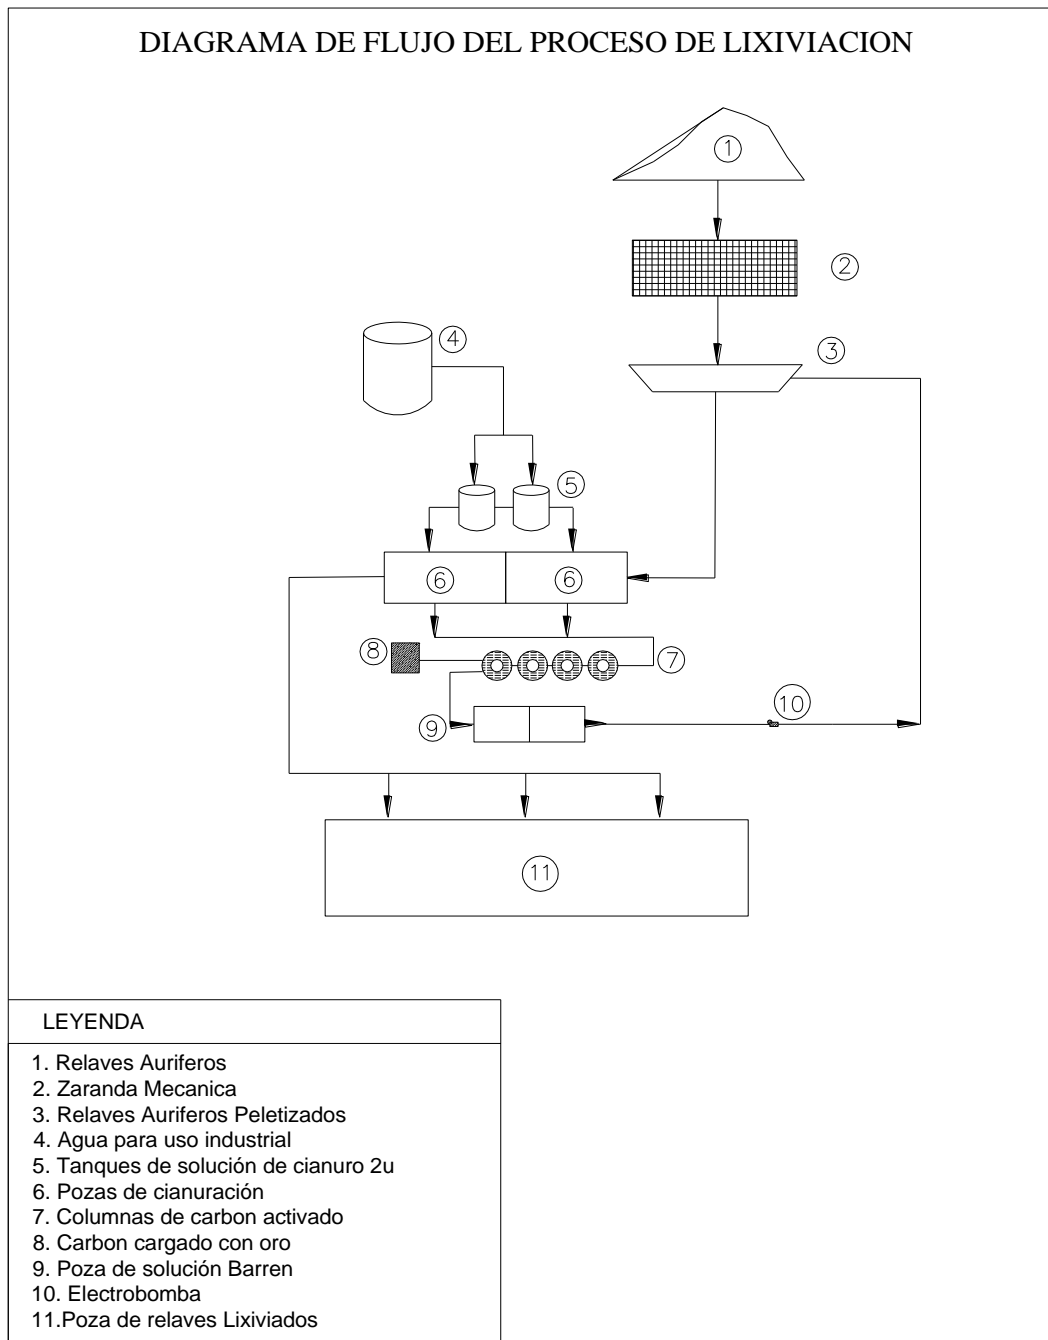 DIAGRAMA DE FLUJO DEL PROCESO DE LIXIVIACION
1
2
3
4
5
6 6
7
8
9
10
11
LEYENDA
1. Relaves Auriferos
2. Zaranda Mecanica
3. Relaves Auriferos Peletizados
4. Agua para uso industrial
5. Tanques de solución de cianuro 2u
6. Pozas de cianuración
7. Columnas de carbon activado
8. Carbon cargado con oro
9. Poza de solución Barren
10. Electrobomba
11.Poza de relaves Lixiviados